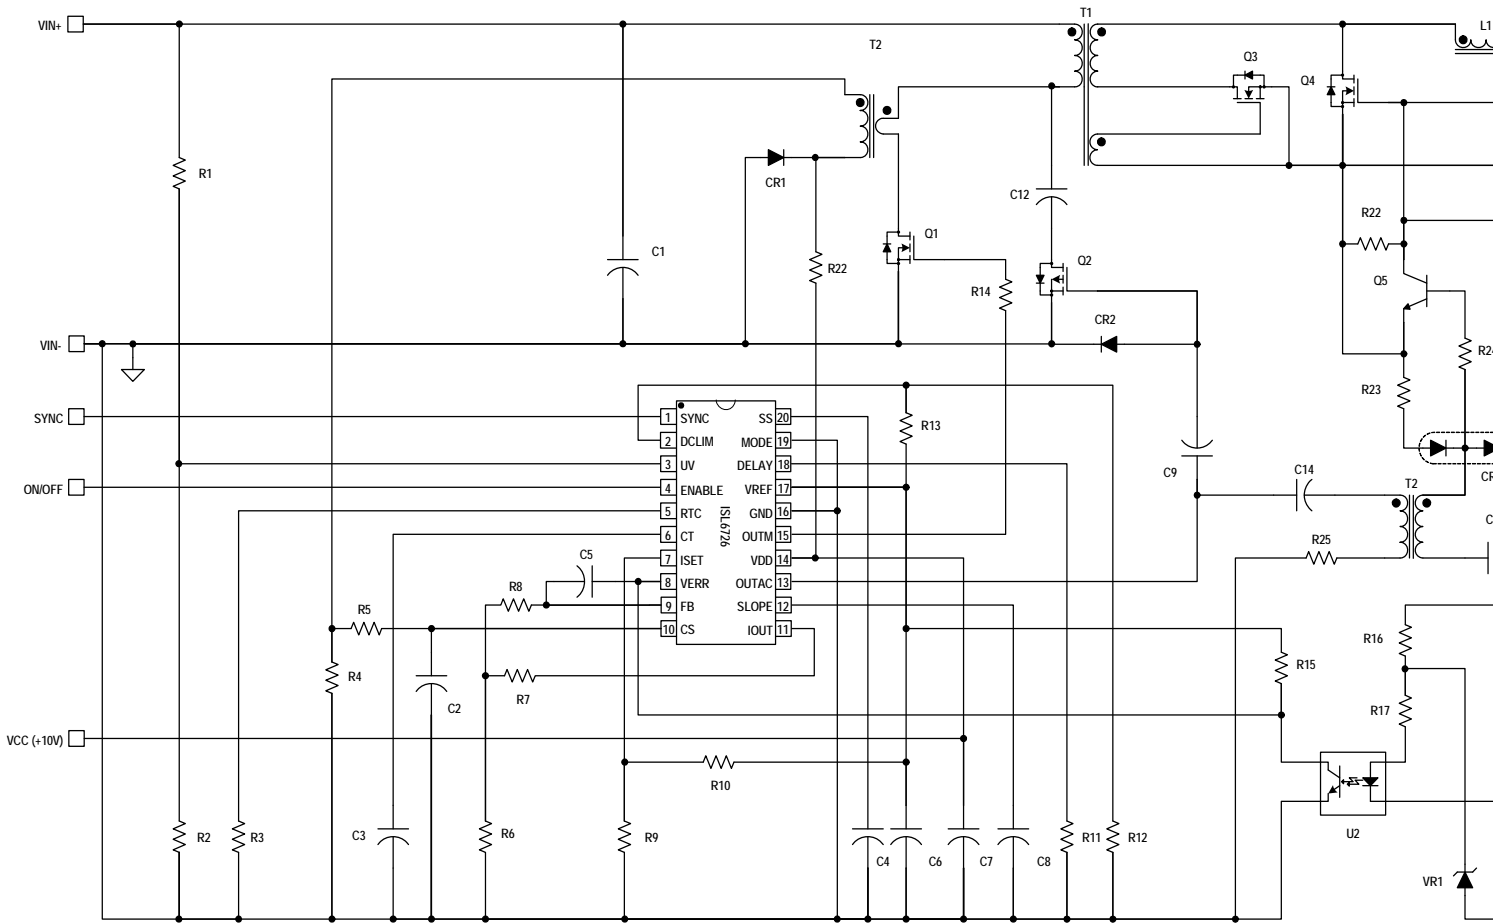 T1
VIN+
L1
T2
Q3
Q4
R1
CR1
C12
R22
Q1
C1
R22
Q2
Q5
R14
CR2
VIN-
R24
R23
SYNC
1 SYNC
SS 20
R13
2 DCLIM
MODE 19
3 UV
DELAY 18
C9
C14
CR
ON/OFF
4 ENABLE
VREF 17
T2
5 RTC
GND 16
ISL6726
C
6 CT
OUTM 15
R25
C5
7 ISET
VDD 14
R8
8 VERR
OUTAC 13
9 FB
SLOPE 12
R5
10 CS
IOUT 11
R16
R4
R15
R7
C2
R17
VCC (+10V)
R10
R2
R3
C3
R6
R9
R11
R12
U2
C4
C6
C7
C8
VR1